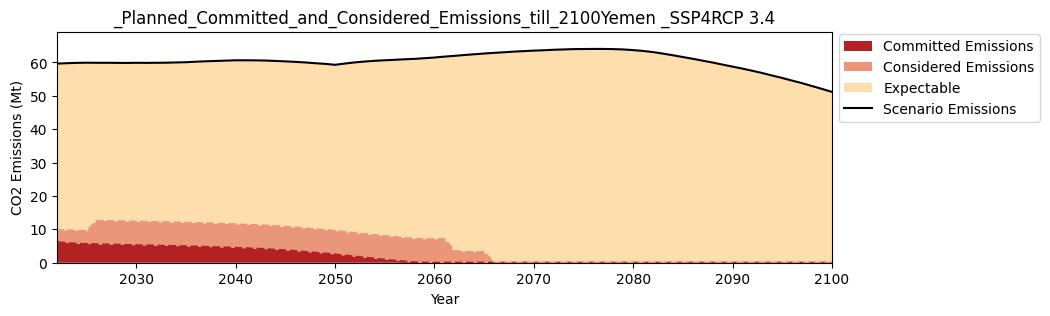 _Planned_Committed_and_Considered_Emissions_till_2100Yemen _SSP4RCP 3.4
Committed Emissions
Considered Emissions
Expectable
Scenario Emissions
CO2 Emissions (Mt)
60
50
40
30
20
10
0
2030 2040 2050 2060 2070 2080 2090 2100
Year